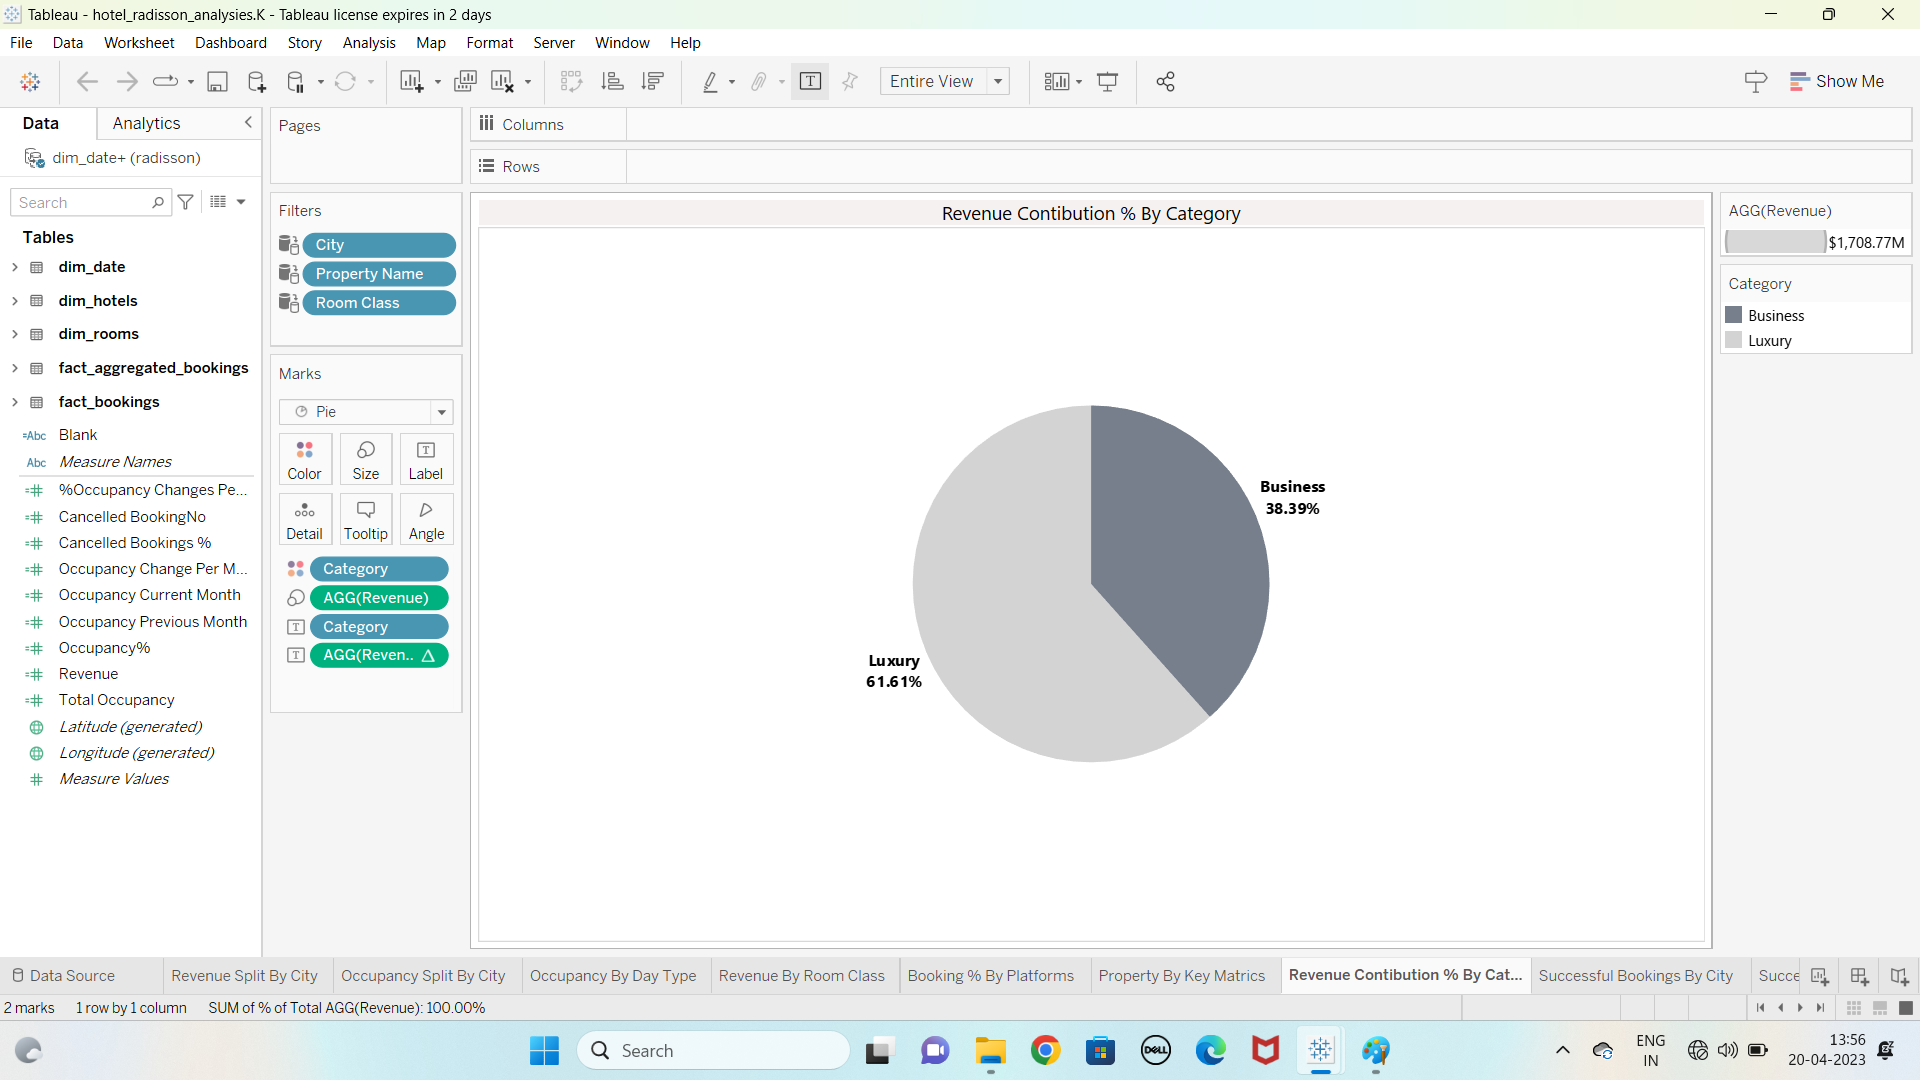 Tableau - hotel_radisson_analysies.K - Tableau license expires in 2 days
File Data Worksheet Dashboard Story Analysis Map Format Server Window Help
Entire View
Show Me
Data Analytics
dim_date+ (radisson)
Search
Tables
dim_date
dim_hotels
dim_rooms
fact_aggregated_bookings
fact_bookings
=Abc Blank
Abc Measure Names
=# %Occupancy Changes Pe...
=# Cancelled BookingNo
=# Cancelled Bookings %
=# Occupancy Change Per M...
=# Occupancy Current Month
=# Occupancy Previous Month
=# Occupancy%
=# Revenue
=# Total Occupancy
Latitude (generated)
Longitude (generated)
# Measure Values
Pages
Filters
City
Property Name
Room Class
Marks
Pie
Color Size Label
Detail Tooltip Angle
Category
AGG(Revenue)
Category
AGG(Reven..
Columns
Rows
Revenue Contibution % By Category
Business
38.39%
Luxury
61.61%
AGG(Revenue)
$1,708.77M
Category
Business
Luxury
Data Source Revenue Split By City Occupancy Split By City Occupancy By Day Type Revenue By Room Class Booking % By Platforms Property By Key Matrics Revenue Contibution % By Cat... Successful Bookings By City Succe
2 marks 1 row by 1 column SUM of % of Total AGG(Revenue): 100.00%
Search
DELL
ENG
IN
13:56
20-04-2023